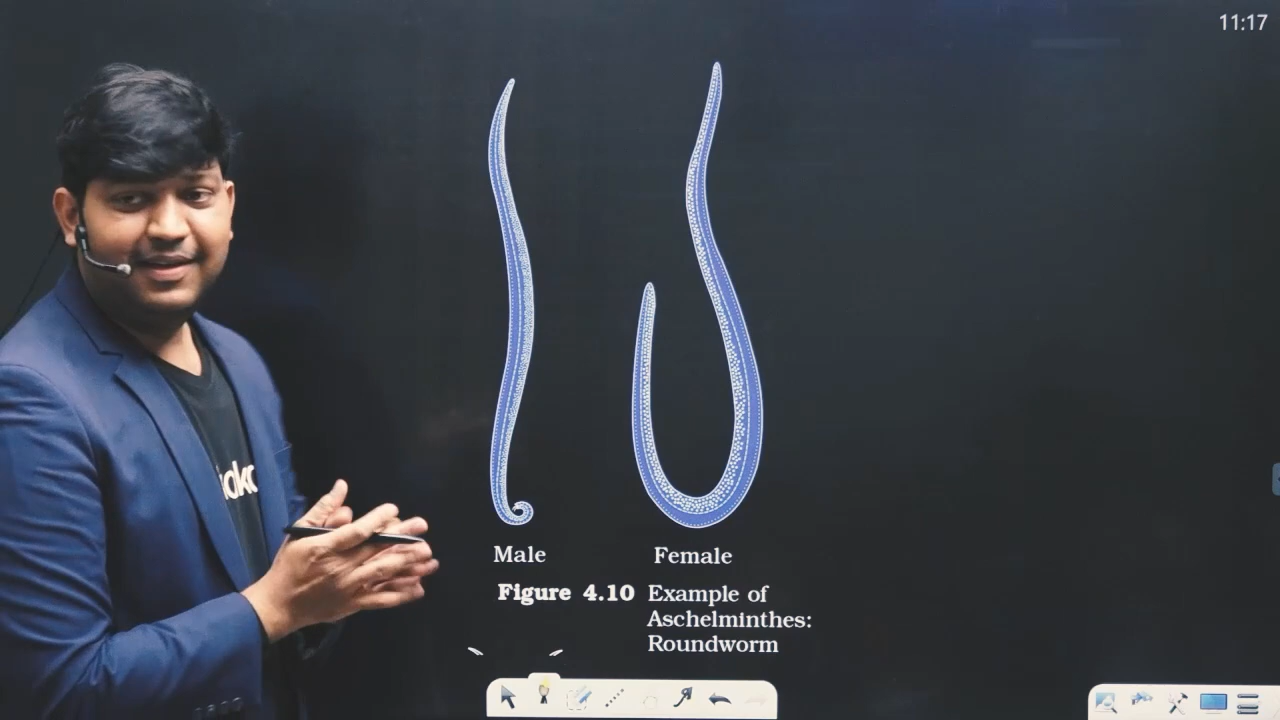 11:17
Male
Female
Figure 4.10 Example of
Aschelminthes:
Roundworm